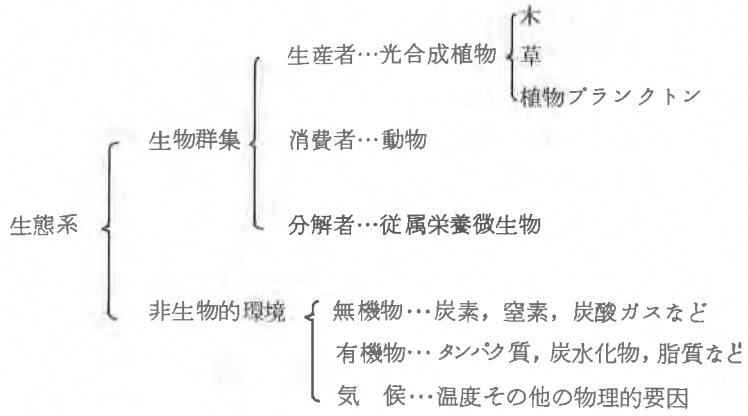 木
生産者…光合成植物 草
植物プランクトン
生物群集 消費者…動物
生態系 分解者…従属栄養微生物
非生物的環境 無機物…炭素，窒素，炭酸ガスなど
有機物…タンパク質，炭水化物，脂質など
気　候…温度その他の物理的要因